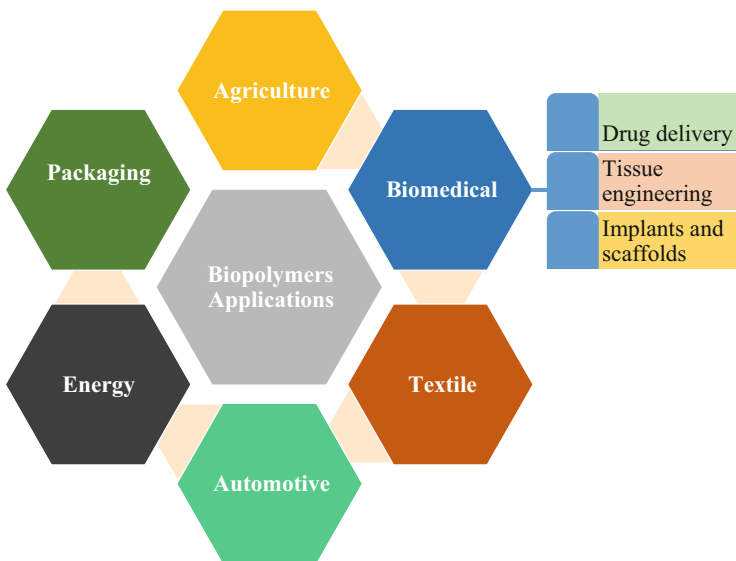 Agriculture
Packaging
Biomedical
Drug delivery
Tissue
engineering
Implants and
scaffolds
Biopolymers
Applications
Energy
Textile
Automotive